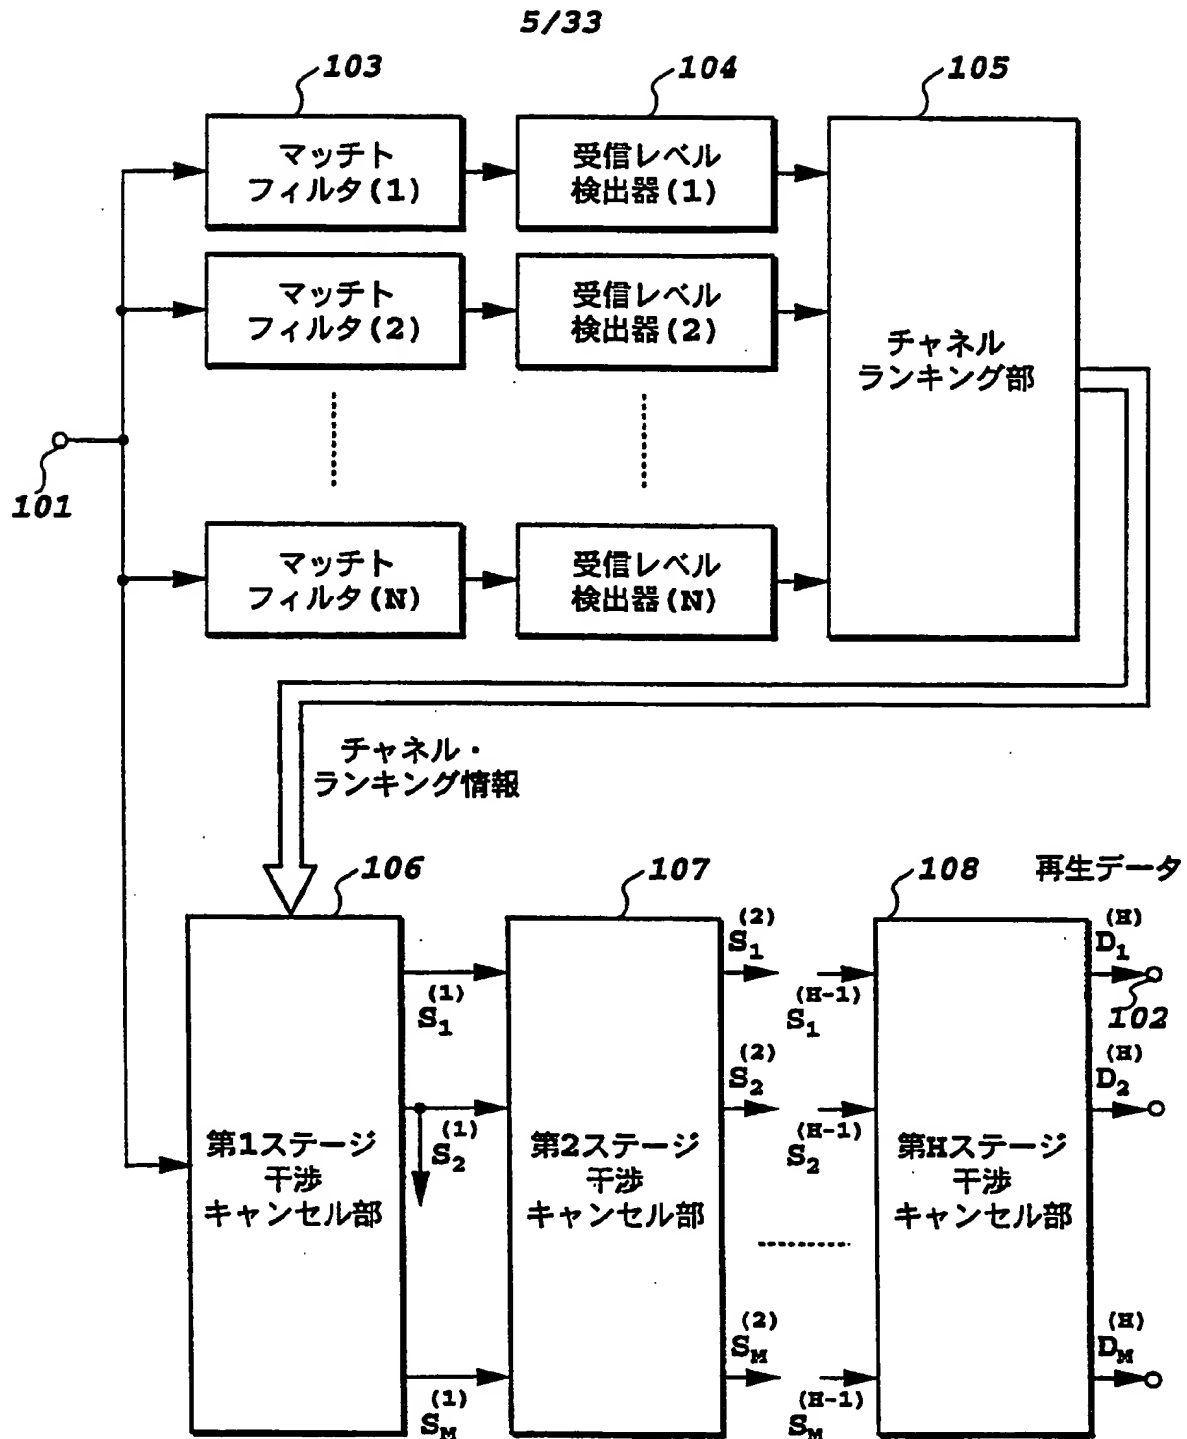 5/33
103
104
105
マッチト
フィルタ(1)
受信レベル
検出器(1)
マッチト
フィルタ(2)
受信レベル
検出器(2)
チャネル
ランキング部
101
マッチト
フィルタ(N)
受信レベル
検出器(N)
チャネル・
ランキング情報
106
107
108
再生データ
S1(1)
S1(2)
S1(H-1)
D1(H)
102
S2(1)
S2(2)
S2(H-1)
D2(H)
第1ステージ
干渉
キャンセル部
第2ステージ
干渉
キャンセル部
第Hステージ
干渉
キャンセル部
SM(1)
SM(2)
SM(H-1)
DM(H)